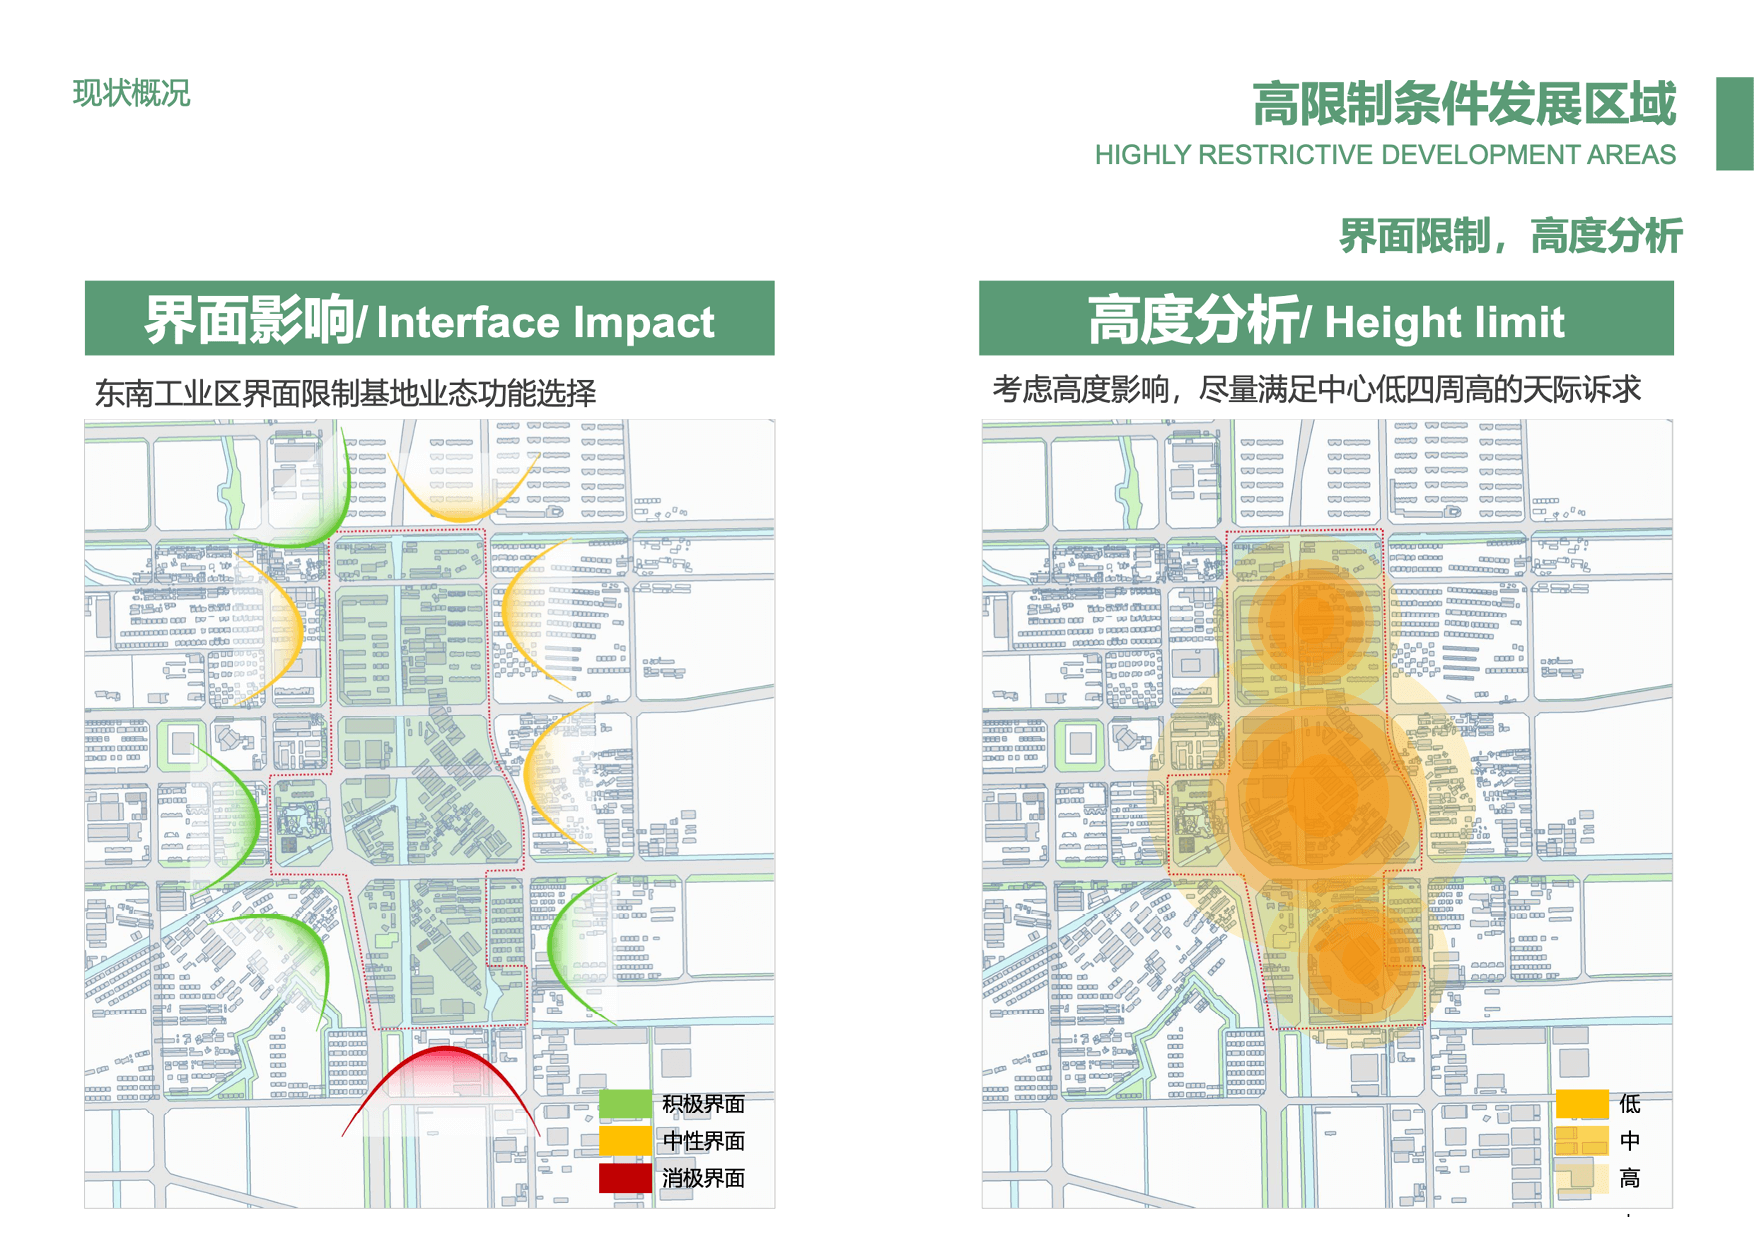 现状概况
高限制条件发展区域
HIGHLY RESTRICTIVE DEVELOPMENT AREAS
界面限制，高度分析
界面影响/ Interface Impact
东南工业区界面限制基地业态功能选择
积极界面
中性界面
消极界面
高度分析/ Height limit
考虑高度影响，尽量满足中心低四周高的天际诉求
低
中
高